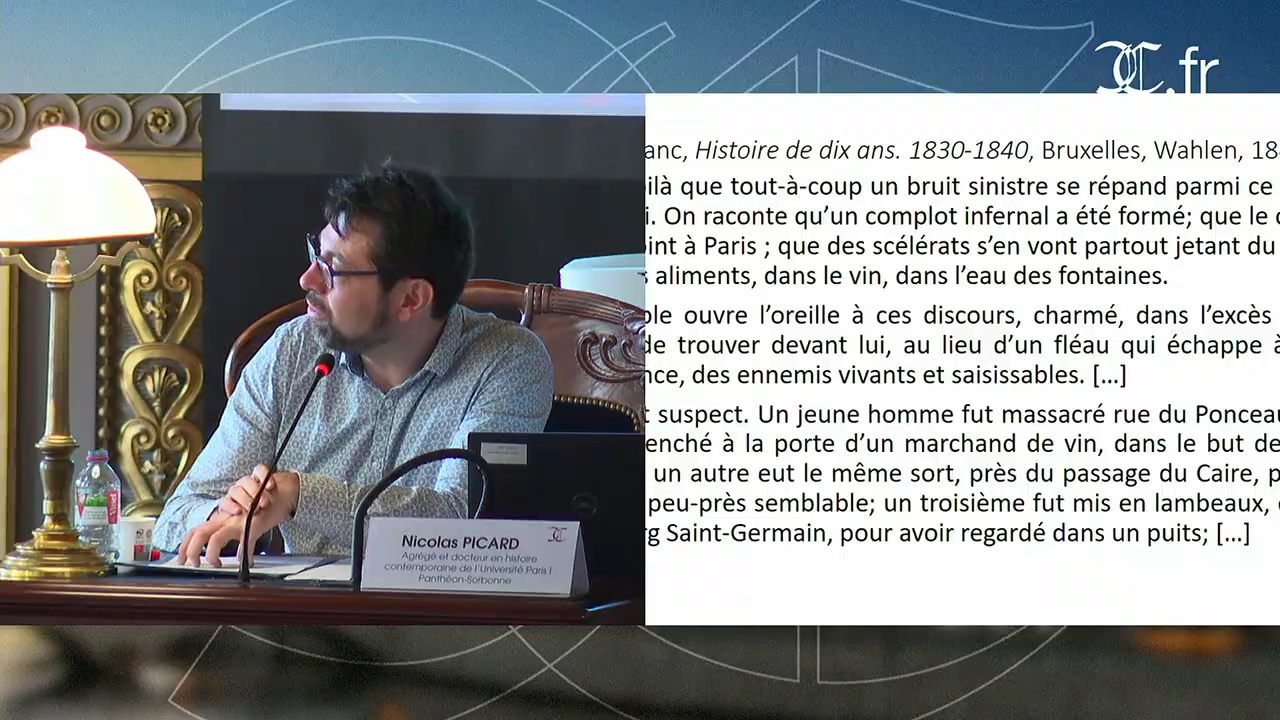 CC.fr
anc, Histoire de dix ans. 1830-1840, Bruxelles, Wahlen, 18
ilà que tout-à-coup un bruit sinistre se répand parmi ce
i. On raconte qu’un complot infernal a été formé; que le
oint à Paris ; que des scélérats s’en vont partout jetant du
s aliments, dans le vin, dans l’eau des fontaines.
ble ouvre l’oreille à ces discours, charmé, dans l’excès
de trouver devant lui, au lieu d’un fléau qui échappe à
nce, des ennemis vivants et saisissables. […]
t suspect. Un jeune homme fut massacré rue du Ponceau
enché à la porte d’un marchand de vin, dans le but de
un autre eut le même sort, près du passage du Caire, p
peu-près semblable; un troisième fut mis en lambeaux,
rg Saint-Germain, pour avoir regardé dans un puits; […]
Nicolas PICARD
Agrégé et docteur en histoire
contemporaine de l’Université Paris I
Panthéon-Sorbonne